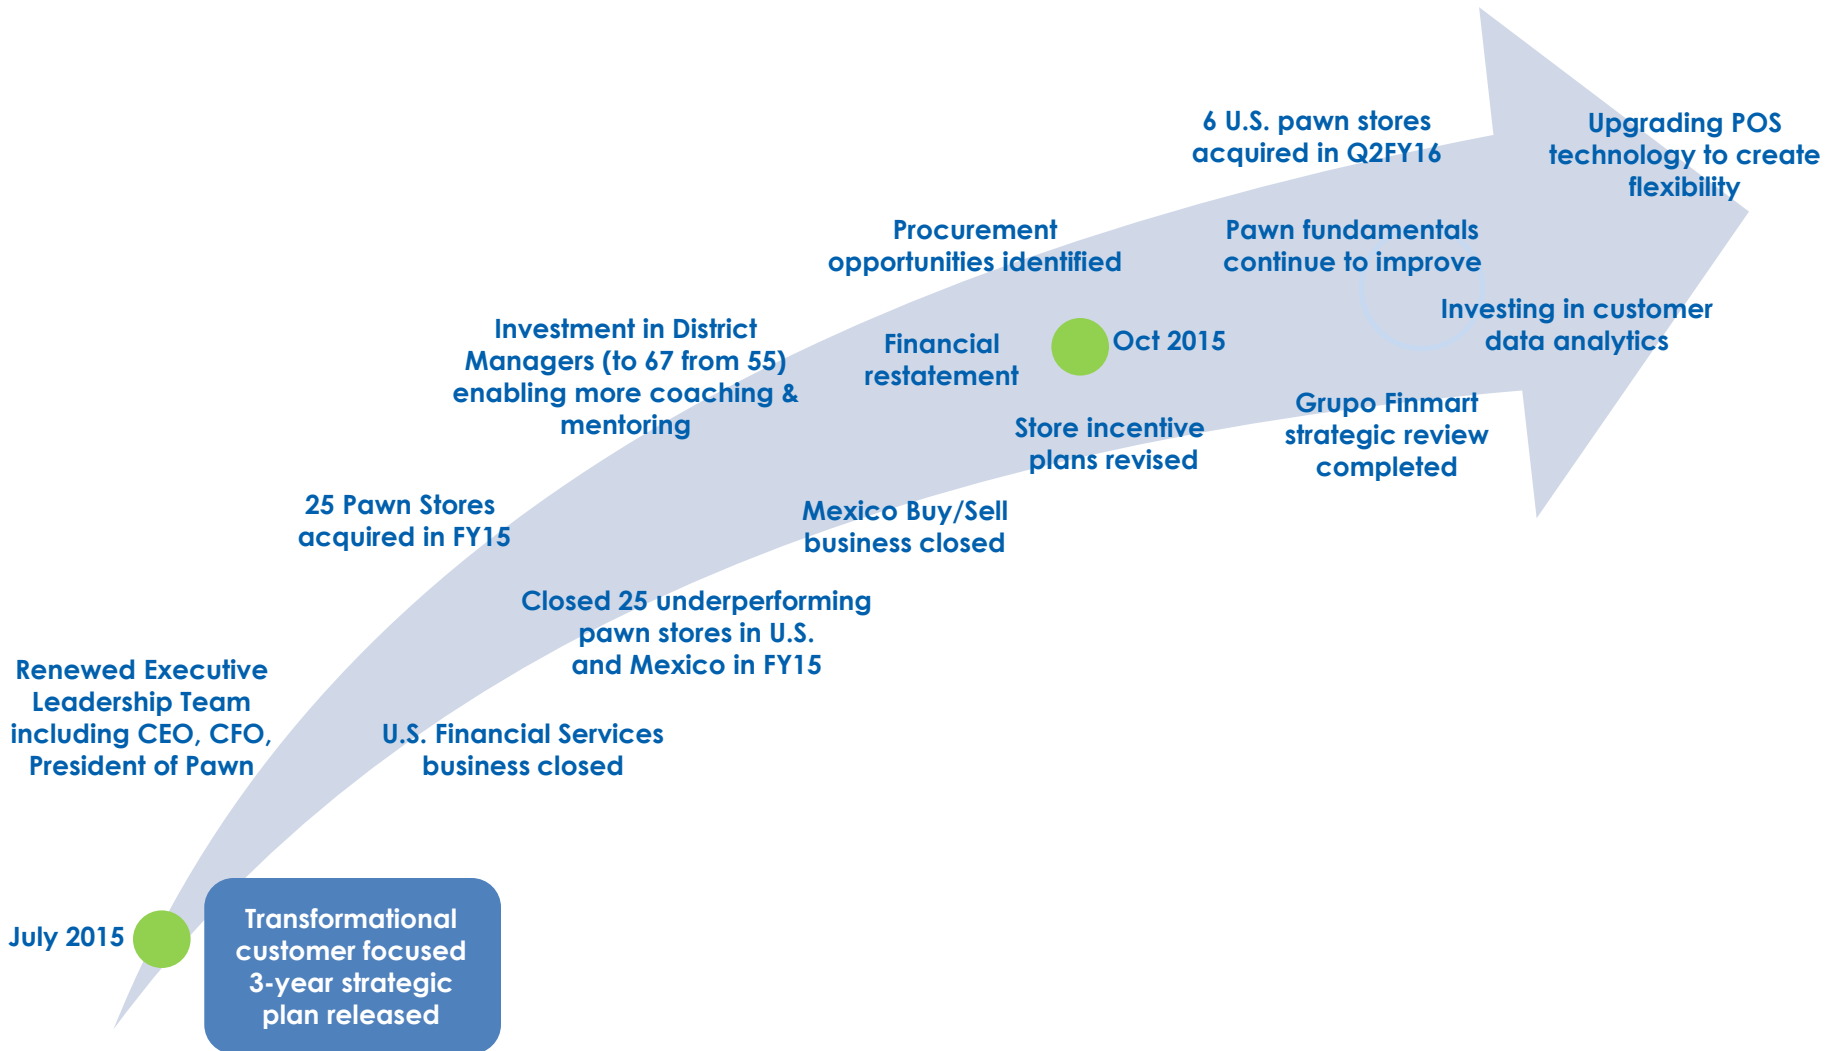 6 U.S. pawn stores
acquired in Q2FY16
Upgrading POS
technology to create
flexibility
Procurement
opportunities identified
Pawn fundamentals
continue to improve
Investing in customer
data analytics
Investment in District
Managers (to 67 from 55)
enabling more coaching &
mentoring
Financial
restatement
Oct 2015
Grupo Finmart
strategic review
completed
Store incentive
plans revised
25 Pawn Stores
acquired in FY15
Mexico Buy/Sell
business closed
Closed 25 underperforming
pawn stores in U.S.
and Mexico in FY15
Renewed Executive
Leadership Team
including CEO, CFO,
President of Pawn
U.S. Financial Services
business closed
July 2015
Transformational
customer focused
3-year strategic
plan released